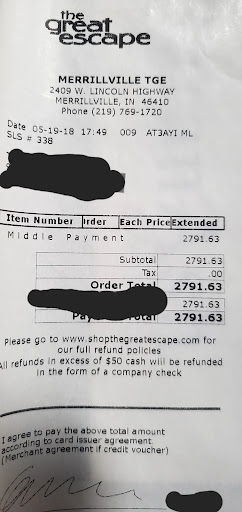 the
great
escape
MERRILLVILLE TGE
2409 W. LINCOLN HIGHWAY
MERRILLVILLE, IN 46410
Phone (219) 769-1720
Date 05-19-18 17:49 009 AT3AYI ML
SLS # 338
Item Number Order Each Price Extended
Middle Payment 2791.63
Subtotal 2791.63
Tax .00
Order Total 2791.63
2791.63
Total 2791.63
Please go to www.shopthegreatescape.com for
our full refund policies
All refunds in excess of $50 cash will be refunded
in the form of a company check
I agree to pay the above total amount
according to card issuer agreement
(Merchant agreement if credit voucher)